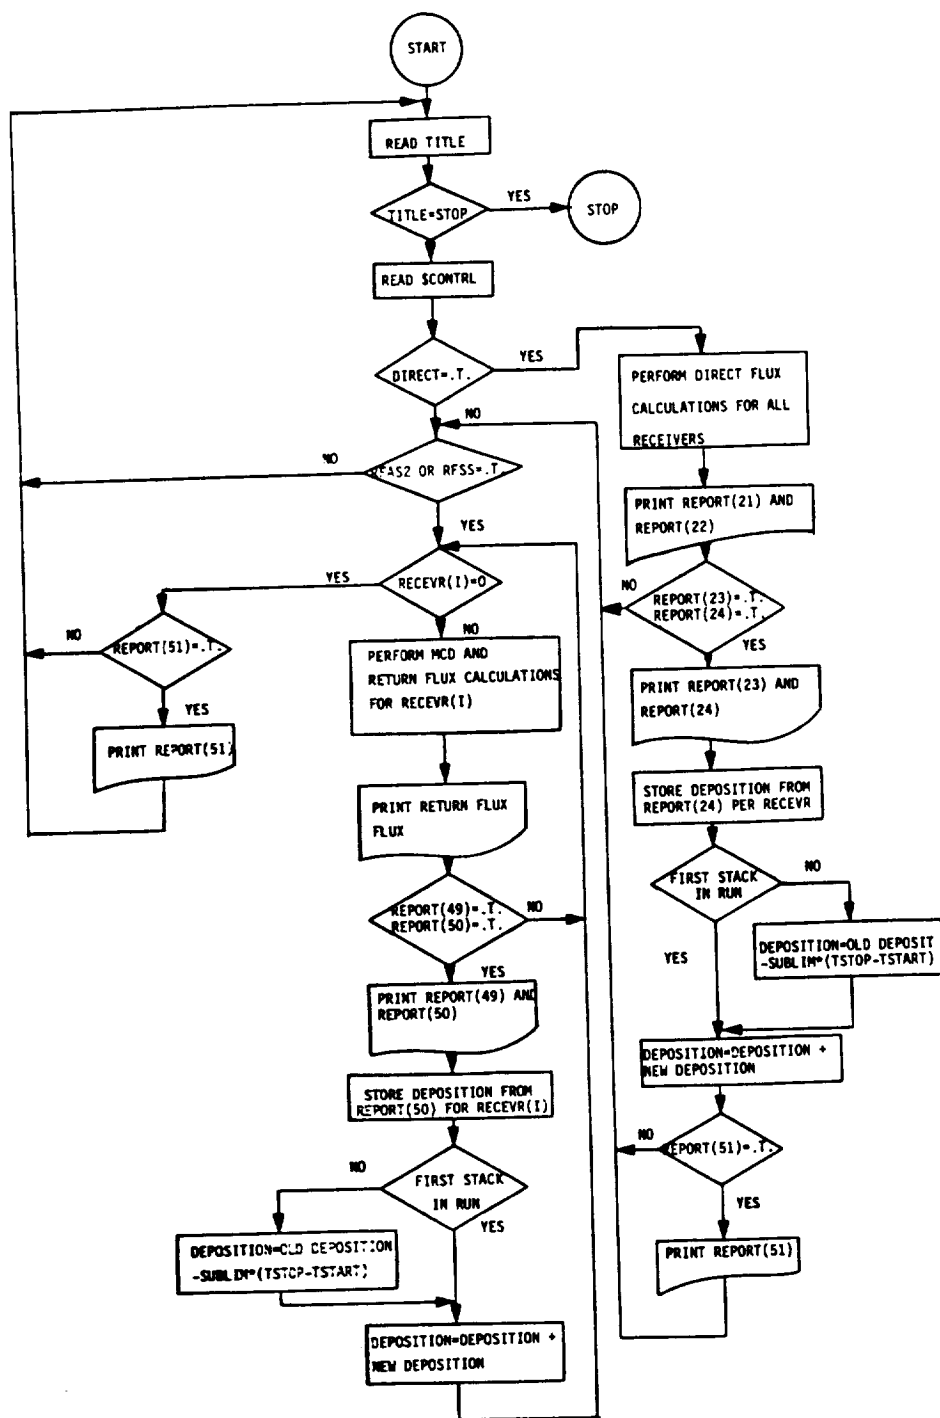 START
READ TITLE
TITLE=STOP
YES
STOP
READ $CONTRL
DIRECT=.T.
YES
NO
PERFORM DIRECT FLUX
CALCULATIONS FOR ALL
RECEIVERS
RFAS2 OR RFSS=.T.
NO
YES
PRINT REPORT(21) AND
REPORT(22)
REPORT(23)=.T.
REPORT(24)=.T.
NO
YES
RECEVR(I)=0
YES
NO
REPORT(51)=.T.
NO
YES
PRINT REPORT(51)
PERFORM MCD AND
RETURN FLUX CALCULATIONS
FOR RECEVR(I)
PRINT REPORT(23) AND
REPORT(24)
STORE DEPOSITION FROM
REPORT(24) PER RECEVR
PRINT RETURN FLUX
FLUX
FIRST STACK
IN RUN
NO
YES
REPORT(49)=.T.
REPORT(50)=.T.
NO
YES
DEPOSITION=OLD DEPOSIT
-SUBLIM*(TSTOP-TSTART)
PRINT REPORT(49) AND
REPORT(50)
DEPOSITION=DEPOSITION +
NEW DEPOSITION
STORE DEPOSITION FROM
REPORT(50) FOR RECEVR(I)
REPORT(51)=.T.
NO
YES
FIRST STACK
IN RUN
NO
YES
PRINT REPORT(51)
DEPOSITION=OLD DEPOSITION
-SUBLIM*(TSTOP-TSTART)
DEPOSITION=DEPOSITION +
NEW DEPOSITION